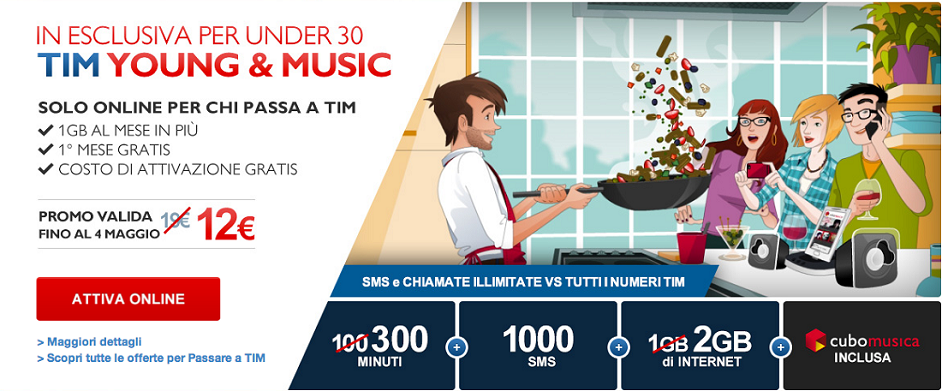 IN ESCLUSIVA PER UNDER 30
TIM YOUNG & MUSIC
SOLO ONLINE PER CHI PASSA A TIM
1GB AL MESE IN PIÙ
1° MESE GRATIS
COSTO DI ATTIVAZIONE GRATIS
PROMO VALIDA
FINO AL 4 MAGGIO
19€ 12€
ATTIVA ONLINE
> Maggiori dettagli
> Scopri tutte le offerte per Passare a TIM
SMS e CHIAMATE ILLIMITATE VS TUTTI I NUMERI TIM
100 300
MINUTI
+
1000
SMS
+
1GB 2GB
di INTERNET
+
cubomusica
INCLUSA